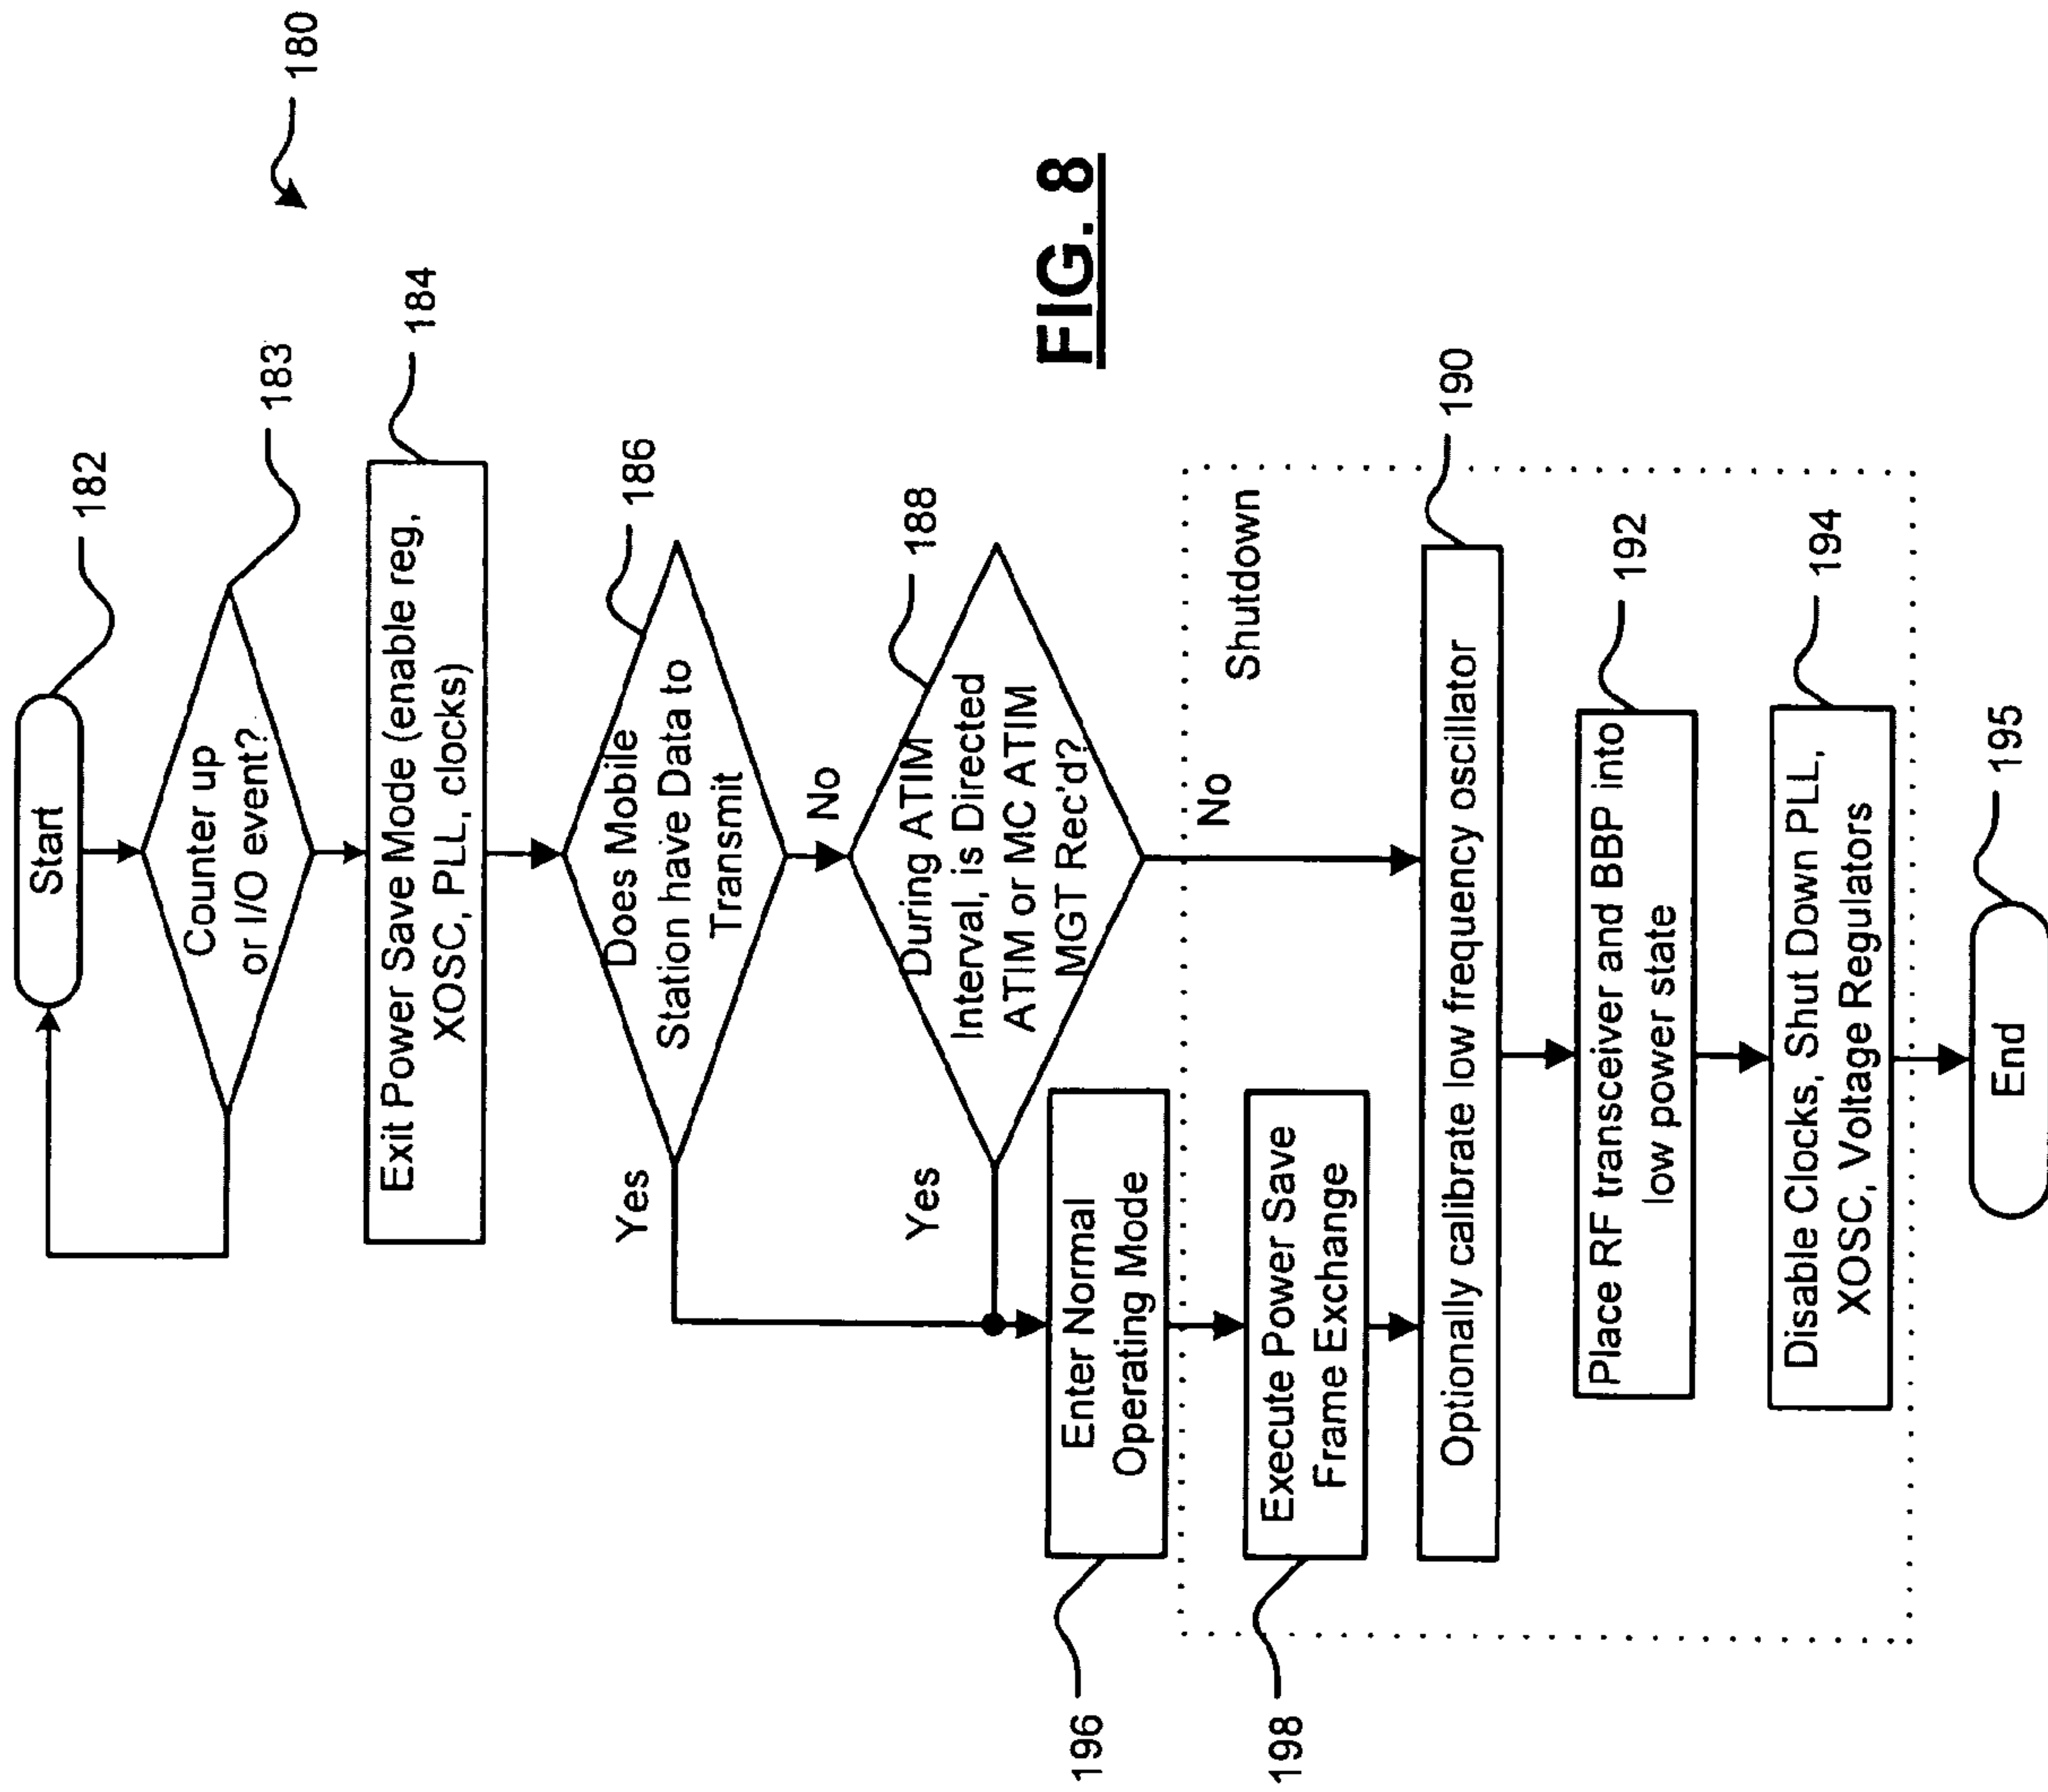 180
Start
182
Counter up
or I/O event?
183
Exit Power Save Mode (enable reg,
XOSC, PLL, clocks)
184
Does Mobile
Station have Data to
Transmit
186
Yes
No
During ATIM
Interval, is Directed
ATIM or MC ATIM
MGT Rec'd?
188
Yes
No
Enter Normal
Operating Mode
196
Shutdown
Execute Power Save
Frame Exchange
198
Optionally calibrate low frequency oscillator
190
Place RF transceiver and BBP into
low power state
192
Disable Clocks, Shut Down PLL,
XOSC, Voltage Regulators
194
End
195
FIG. 8